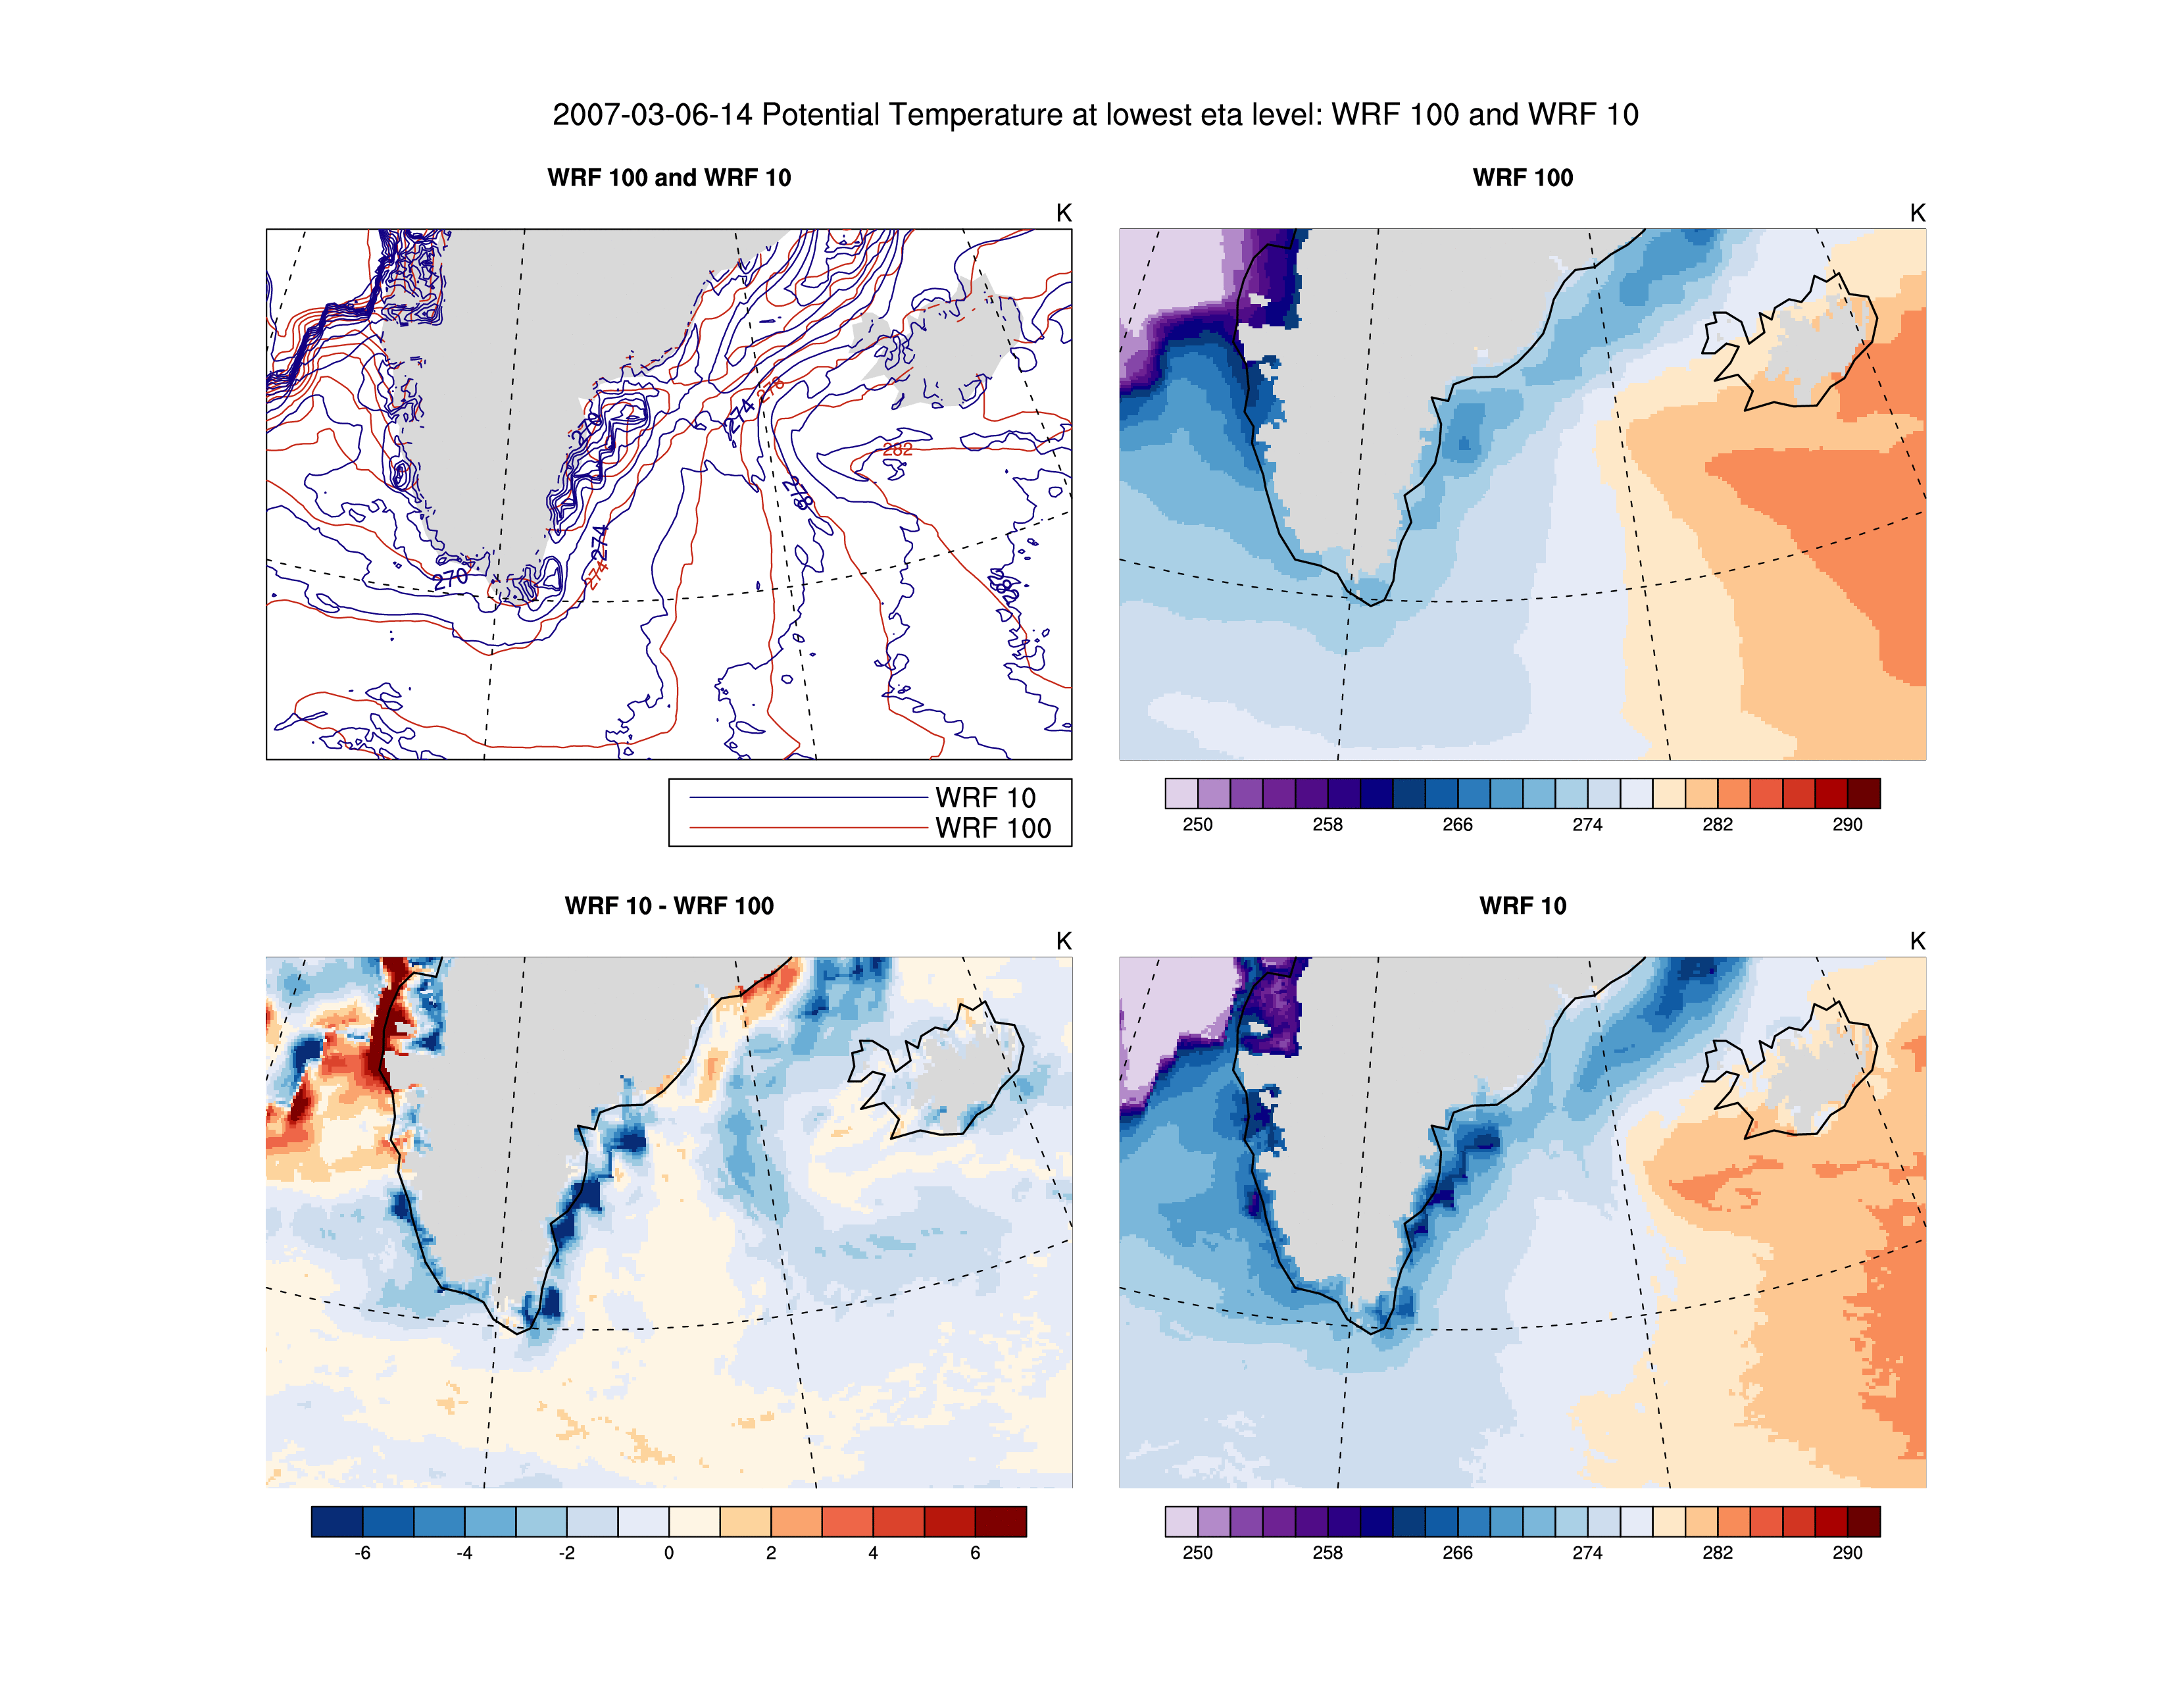 2007-03-06-14 Potential Temperature at lowest eta level: WRF 100 and WRF 10
WRF 100 and WRF 10
K
270
274
278
282
278
274
274
270
280
WRF 10
WRF 100
WRF 100
K
250 258 266 274 282 290
WRF 10 - WRF 100
K
-6 -4 -2 0 2 4 6
WRF 10
K
250 258 266 274 282 290